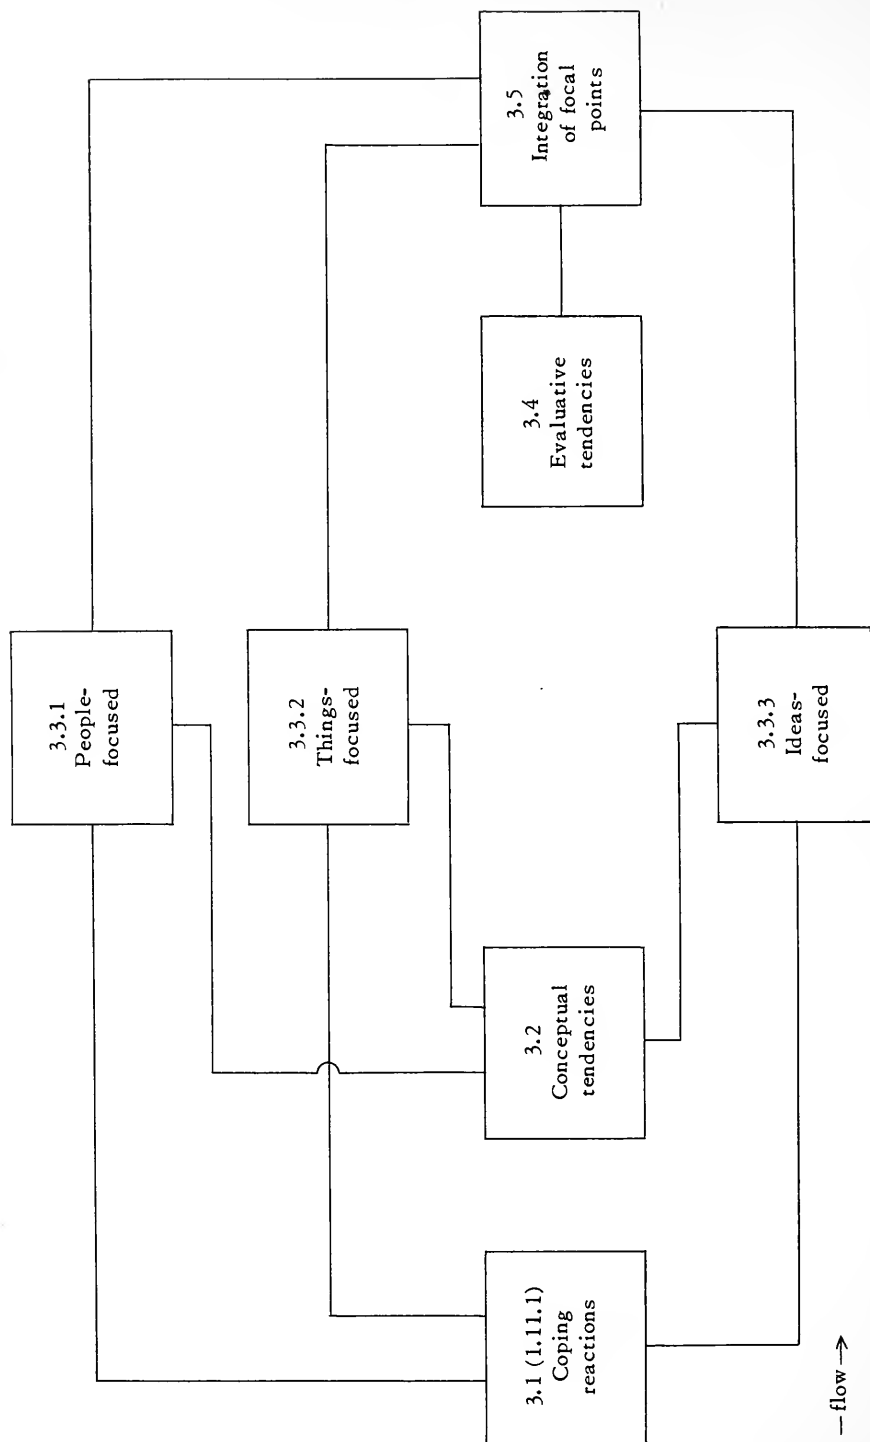 3.1 (1.11.1)
Coping
reactions
3.2
Conceptual
tendencies
3.3.1
People-
focused
3.3.2
Things-
focused
3.3.3
Ideas-
focused
3.4
Evaluative
tendencies
3.5
Integration
of focal
points
—flow→